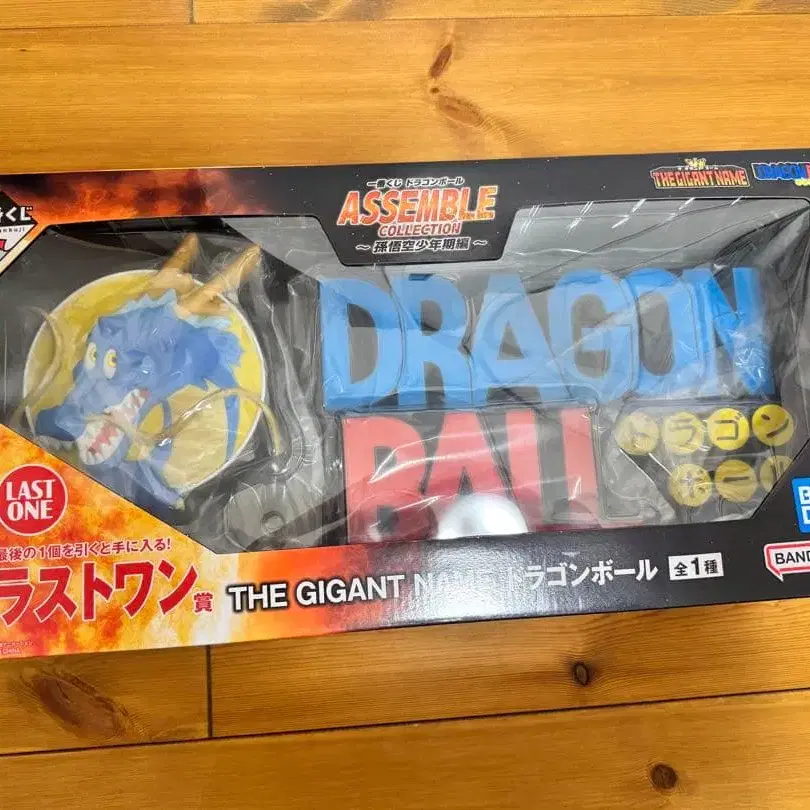 くじ
一番くじ ドラゴンボール
ASSEMBLE
COLLECTION
～ 孫悟空少年期編 ～
THE GIGANT NAME
DRAGON
DRAGON
BALL
ドラゴン
ボール
LAST
ONE
最後の1個を引くと手に入る!
ラストワン賞
THE GIGANT NAME ドラゴンボール 全1種
BAND